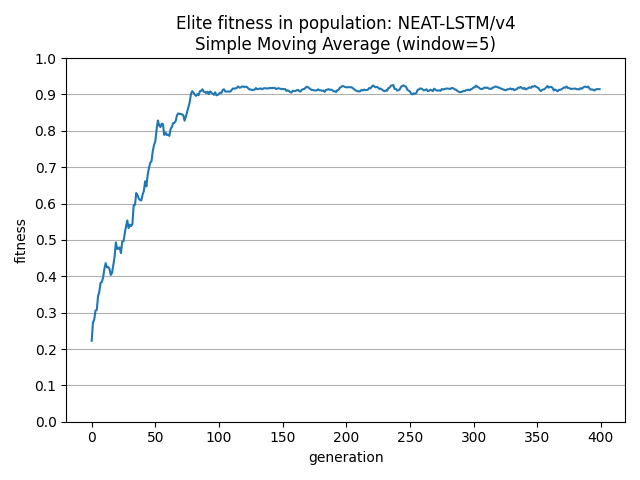 Elite fitness in population: NEAT-LSTM/v4
Simple Moving Average (window=5)
1.0
0.9
0.8
0.7
0.6
0.5
0.4
0.3
0.2
0.1
0.0
fitness
0 50 100 150 200 250 300 350 400
generation